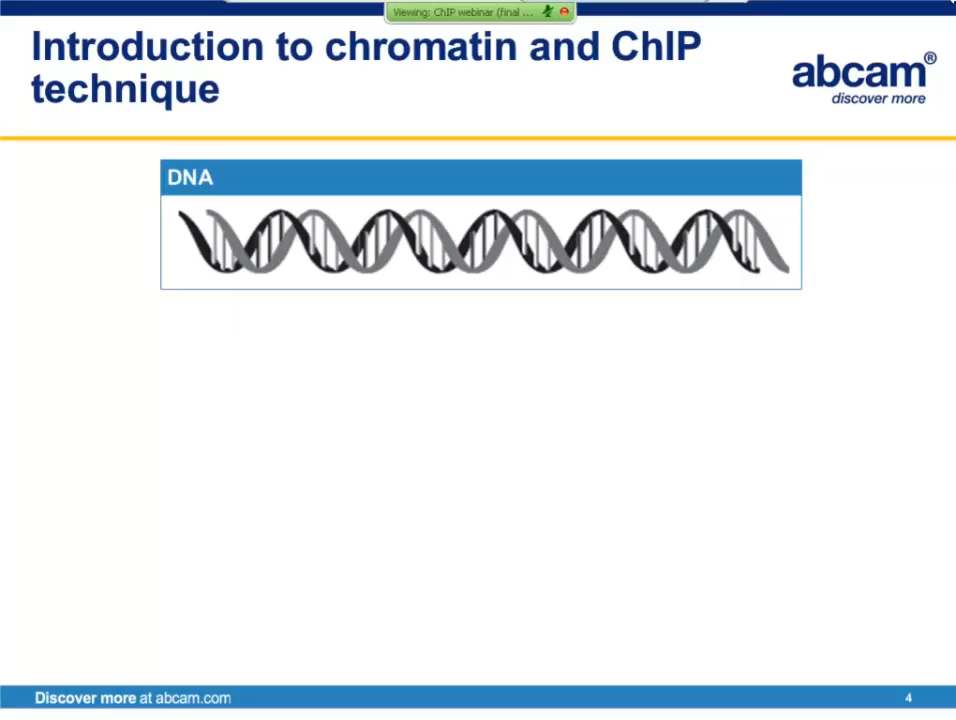 Viewing: ChIP webinar (final ...
Introduction to chromatin and ChIP
technique
abcam®
discover more
DNA
Discover more at abcam.com
4